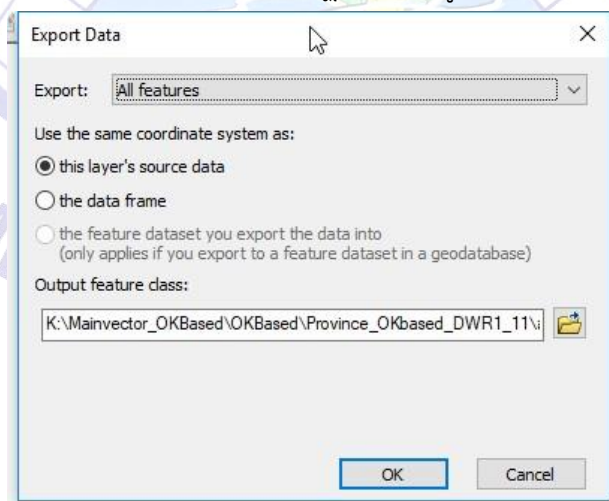 Export Data
Export: All features
Use the same coordinate system as:
this layer's source data
the data frame
the feature dataset you export the data into
(only applies if you export to a feature dataset in a geodatabase)
Output feature class:
K:\Mainvector_OKBased\OKBased\Province_OKbased_DWR1_11\
OK Cancel